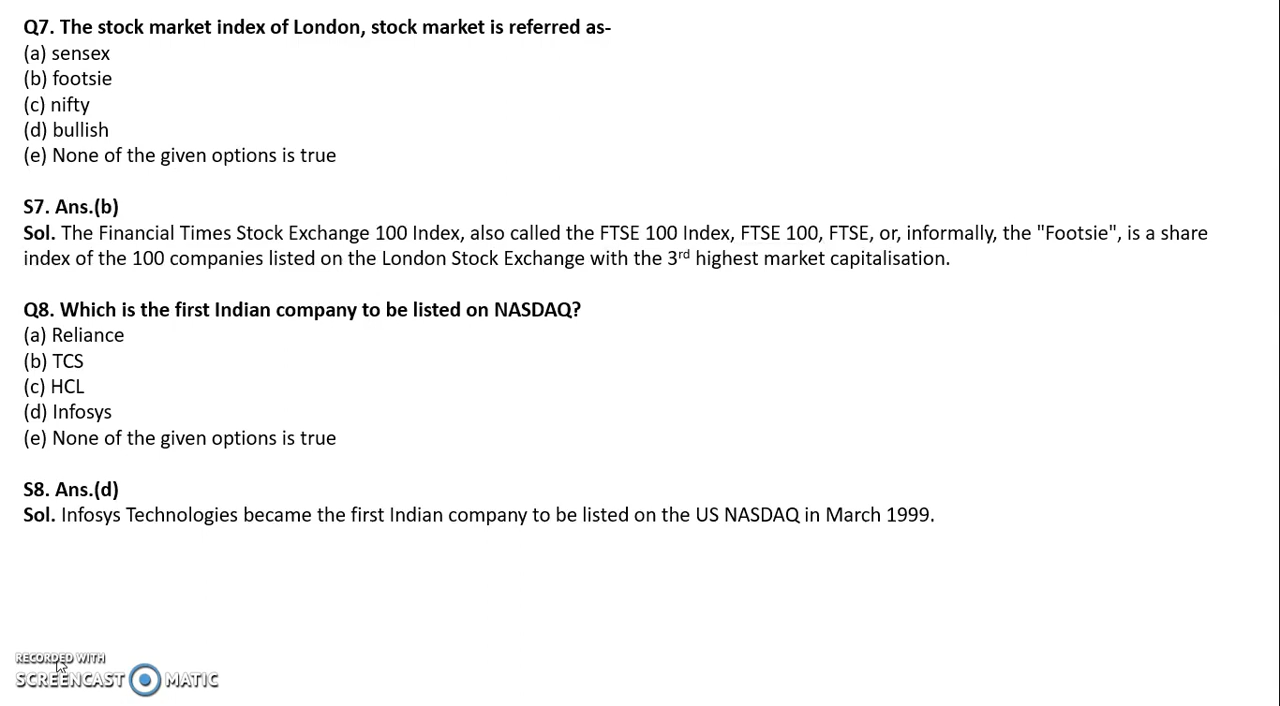 Q7. The stock market index of London, stock market is referred as-
(a) sensex
(b) footsie
(c) nifty
(d) bullish
(e) None of the given options is true
S7. Ans.(b)
Sol. The Financial Times Stock Exchange 100 Index, also called the FTSE 100 Index, FTSE 100, FTSE, or, informally, the "Footsie", is a share
index of the 100 companies listed on the London Stock Exchange with the 3rd highest market capitalisation.
Q8. Which is the first Indian company to be listed on NASDAQ?
(a) Reliance
(b) TCS
(c) HCL
(d) Infosys
(e) None of the given options is true
S8. Ans.(d)
Sol. Infosys Technologies became the first Indian company to be listed on the US NASDAQ in March 1999.
RECORDED WITH
SCREENCAST MATIC